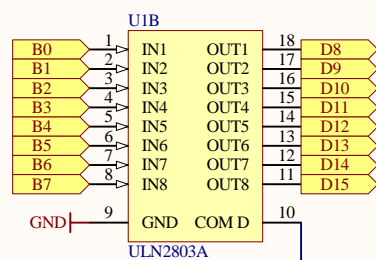 U1B
B0 1 IN1 OUT1 18 D8
B1 2 IN2 OUT2 17 D9
B2 3 IN3 OUT3 16 D10
B3 4 IN4 OUT4 15 D11
B4 5 IN5 OUT5 14 D12
B5 6 IN6 OUT6 13 D13
B6 7 IN7 OUT7 12 D14
B7 8 IN8 OUT8 11 D15
GND 9 GND COM D 10
ULN2803A